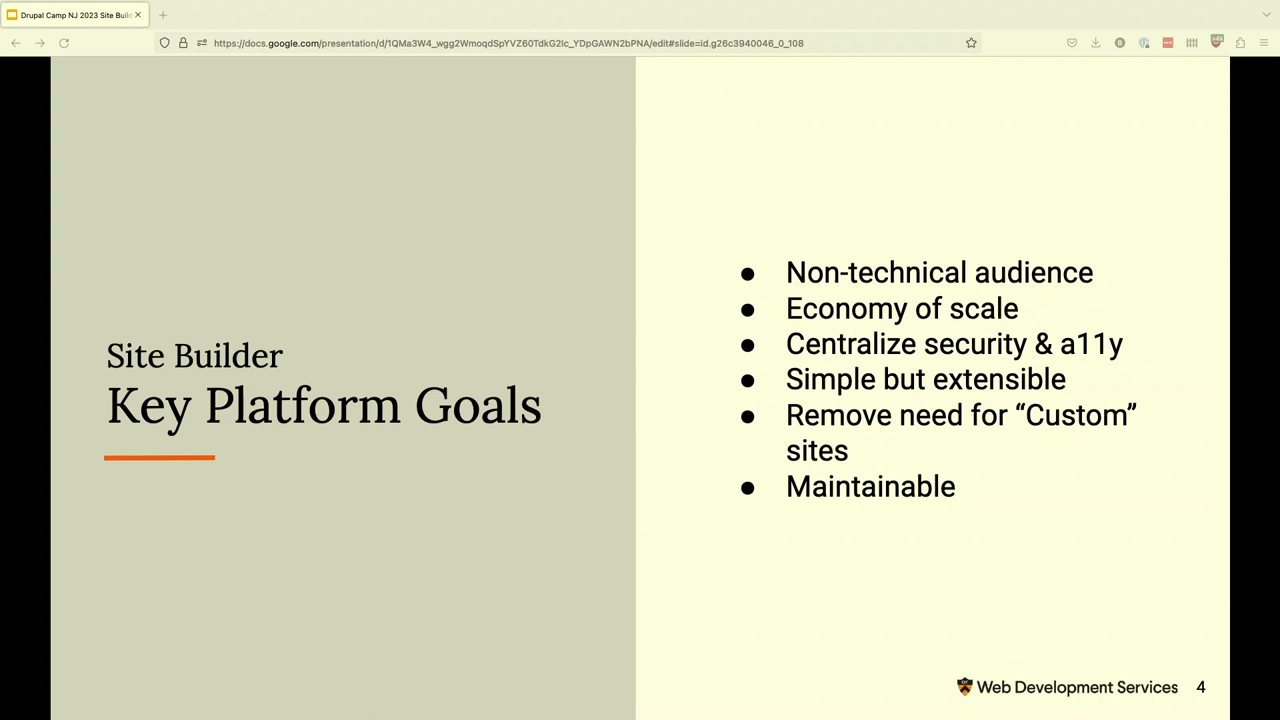 Drupal Camp NJ 2023 Site Buil
https://docs.google.com/presentation/d/1QMa3W4_wgg2WmoqdSpYVZ60TdkG2lc_YDpGAWN2bPNA/edit#slide=id.g26c3940046_0_108
Site Builder
Key Platform Goals
● Non-technical audience
● Economy of scale
● Centralize security & a11y
● Simple but extensible
● Remove need for “Custom”
sites
● Maintainable
Web Development Services 4